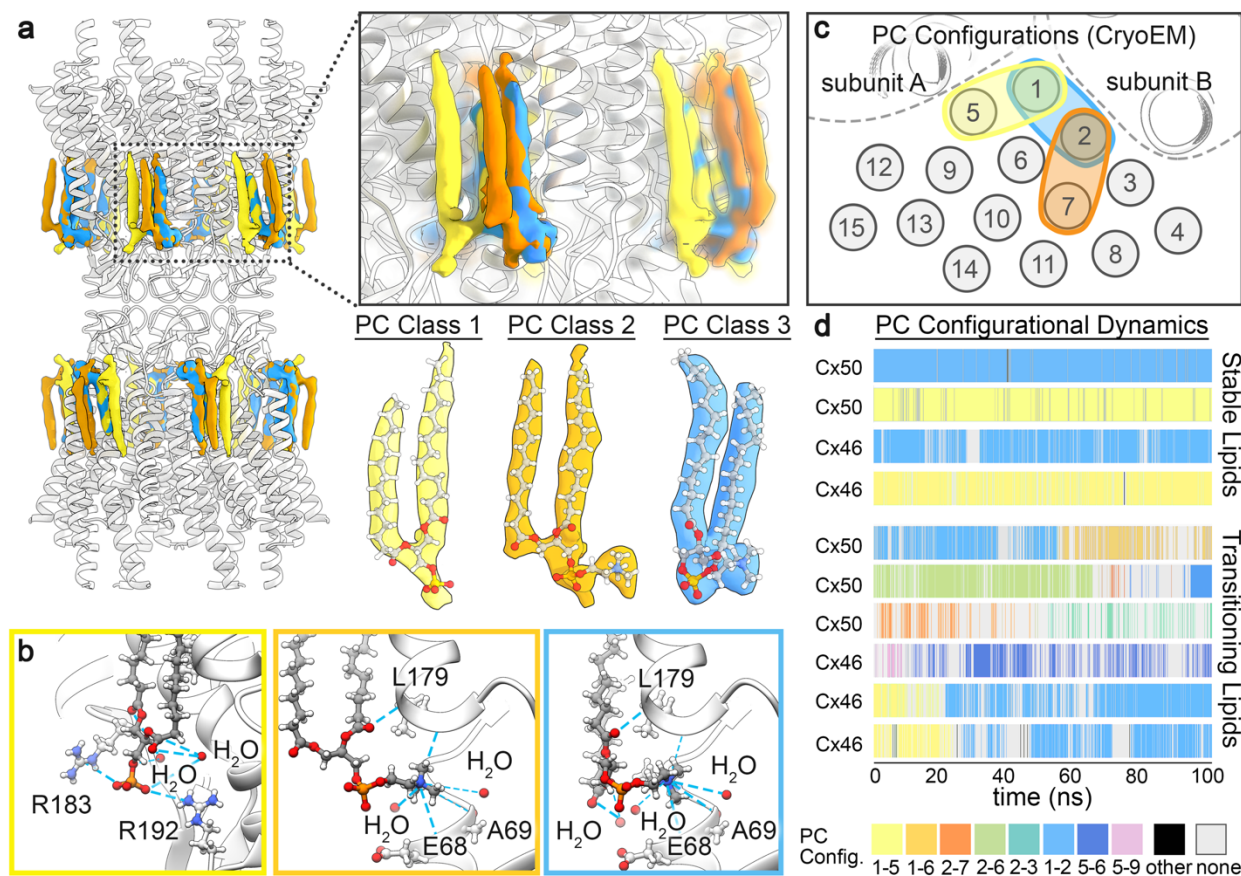 a
PC Class 1
PC Class 2
PC Class 3
b
R183
H2O
H2O
R192
L179
H2O
H2O
E68
A69
L179
H2O
H2O
H2O
E68
A69
c
PC Configurations (CryoEM)
subunit A
subunit B
1
5
2
12
9
6
3
7
15
13
10
4
8
14
11
d
PC Configurational Dynamics
Cx50
Cx50
Cx46
Cx46
Stable Lipids
Cx50
Cx50
Cx50
Cx46
Cx46
Cx46
Transitioning Lipids
0 20 40 60 80 100
time (ns)
PC
Config.
1-5 1-6 2-7 2-6 2-3 1-2 5-6 5-9 other none